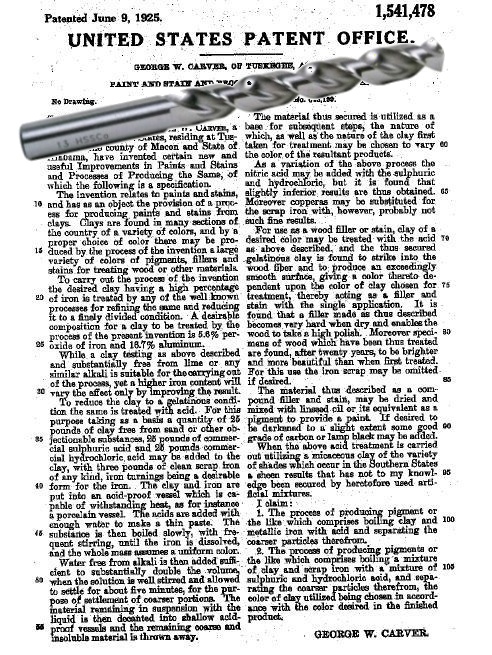 Patented June 9, 1925.
1,541,478
UNITED STATES PATENT OFFICE.
GEORGE W. CARVER, OF TUSKEGEE,
PAINT AND STAIN AND
No Drawing.
CARVER, a
residing at Tus-
county of Macon and State of
have invented certain new and
useful Improvements in Paints and Stains
and Processes of Producing the Same, of
which the following is a specification.
The invention relates to paints and stains,
10 and has as an object the provision of a proc-
ess for producing paints and stains from
clays. Clays are found in many sections of
the country of a variety of colors, and by a
proper choice of color there may be pro-
15 duced by the process of the invention a large
variety of colors of pigments, fillers and
stains for treating wood or other materials.
To carry out the process of the invention
the desired clay having a high percentage
20 of iron is treated by any of the well known
processes for refining the same and reducing
it to a finely divided condition. A desirable
composition for a clay to be treated by the
process of the present invention is 5.6% per-
25 oxide of iron and 18.7% aluminum.
While a clay testing as above described
and substantially free from lime or any
similar alkali is suitable for the carrying out
of the process, yet a higher iron content will
30 vary the effect only by improving the result.
To reduce the clay to a gelatinous condi-
tion the same is treated with acid. For this
purpose taking as a basis a quantity of 25
pounds of clay free from sand or other ob-
35 jectionable substances, 25 pounds of commer-
cial sulphuric acid and 25 pounds commer-
cial hydrochloric acid may be added to the
clay, with three pounds of clean scrap iron
of any kind, iron turnings being a desirable
40 form for the iron. The clay and iron are
put into an acid-proof vessel which is ca-
pable of withstanding heat, as for instance
a porcelain vessel. The acids are added with
enough water to make a thin paste. The
45 substance is then boiled slowly, with fre-
quent stirring, until the iron is dissolved,
and the whole mass assumes a uniform color.
Water free from alkali is then added suffi-
cient to substantially double the volume,
50 when the solution is well stirred and allowed
to settle for about five minutes, for the pur-
pose of settlement of coarser portions. The
material remaining in suspension with the
liquid is then decanted into shallow acid-
55 proof vessels and the remaining coarse and
insoluble material is thrown away.
The material thus secured is utilized as a
base for subsequent steps, the nature of
which, as well as the nature of the clay first
taken for treatment may be chosen to vary 60
the color of the resultant products.
As a variation of the above process the
nitric acid may be added with the sulphuric
and hydrochloric, but it is found that
slightly inferior results are thus obtained. 65
Moreover copperas may be substituted for
the scrap iron with, however, probably not
such fine results.
For use as a wood filler or stain, clay of a
desired color may be treated with the acid 70
as above described, and the thus secured
gelatinous clay is found to strike into the
wood fiber and to produce an exceedingly
smooth surface, giving a color thereto de-
pendent upon the color of clay chosen for 75
treatment, thereby acting as a filler and
stain with the single application. It is
found that a filler made as thus described
becomes very hard when dry and enables the
wood to take a high polish. Moreover speci- 80
mens of wood which have been thus treated
are found, after twenty years, to be brighter
and more beautiful than when first treated.
For this use the iron scrap may be omitted
if desired. 85
The material thus described as a com-
pound filler and stain, may be dried and
mixed with linseed oil or its equivalent as a
pigment to provide a paint. If desired to
be darkened to a slight extent some good 90
grade of carbon or lamp black may be added.
When the above acid treatment is carried
out utilizing a micaceous clay of the variety
of shades which occur in the Southern States
a sheen results that has not to my knowl- 95
edge been secured by heretofore used arti-
ficial mixtures.
I claim:
1. The process of producing pigment or
the like which comprises boiling clay and 100
metallic iron with acid and separating the
coarser particles therefrom.
2. The process of producing pigments or
the like which comprises boiling a mixture
of clay and scrap iron with a mixture of 105
sulphuric and hydrochloric acid, and sepa-
rating the coarser particles therefrom, the
color of clay utilized being chosen in accord-
ance with the color desired in the finished
product.
GEORGE W. CARVER.